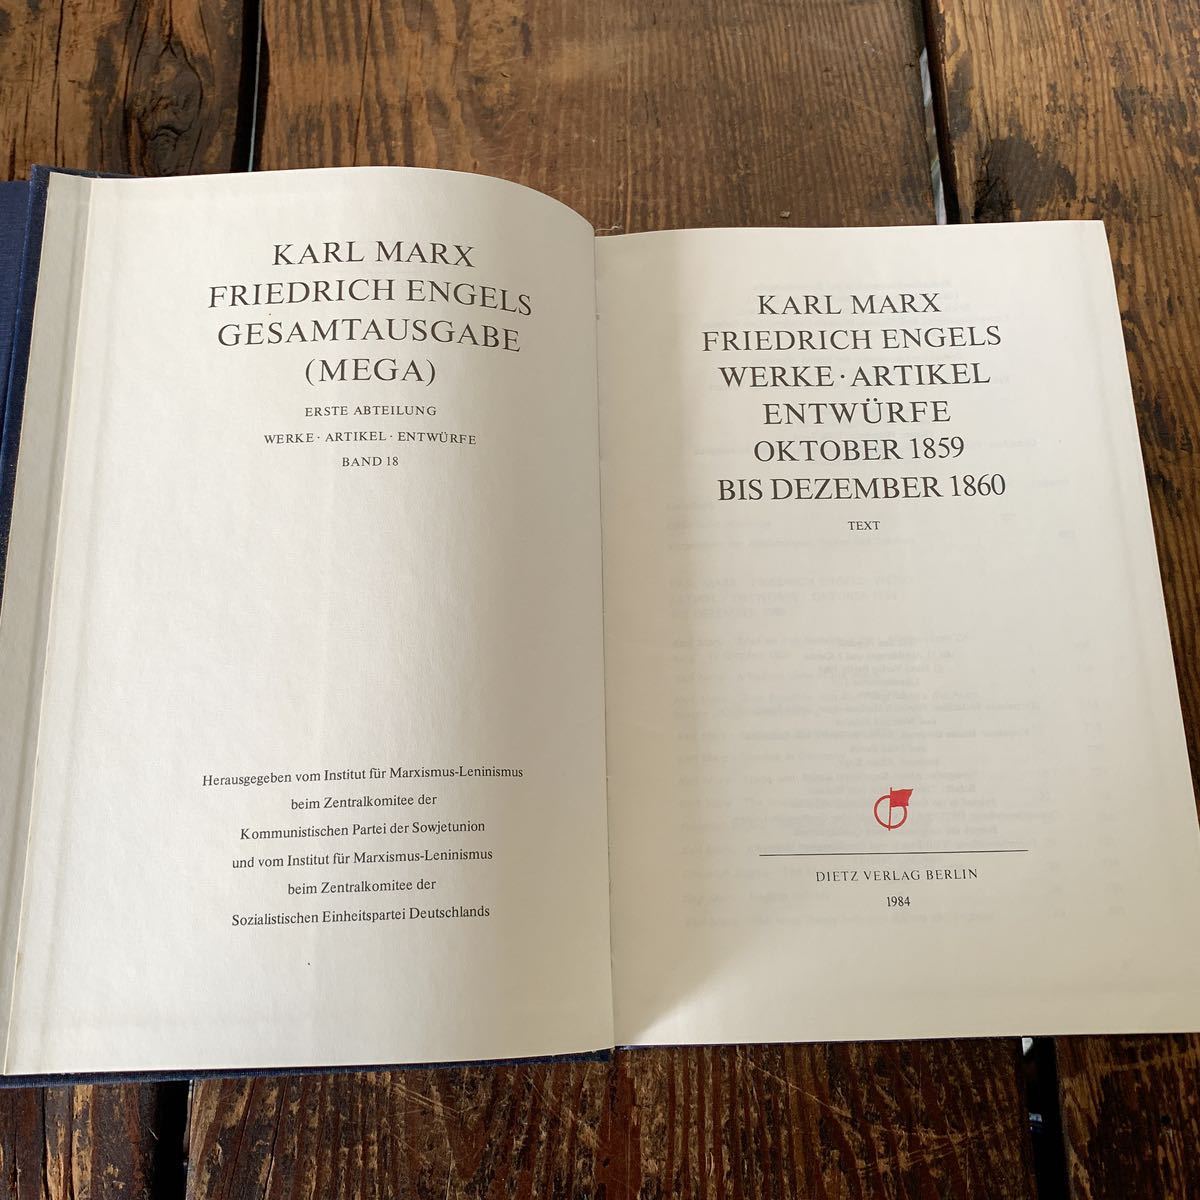 KARL MARX
FRIEDRICH ENGELS
GESAMTAUSGABE
(MEGA)
ERSTE ABTEILUNG
WERKE · ARTIKEL · ENTWÜRFE
BAND 18
Herausgegeben vom Institut für Marxismus-Leninismus
beim Zentralkomitee der
Kommunistischen Partei der Sowjetunion
und vom Institut für Marxismus-Leninismus
beim Zentralkomitee der
Sozialistischen Einheitspartei Deutschlands
KARL MARX
FRIEDRICH ENGELS
WERKE · ARTIKEL
ENTWÜRFE
OKTOBER 1859
BIS DEZEMBER 1860
TEXT
DIETZ VERLAG BERLIN
1984